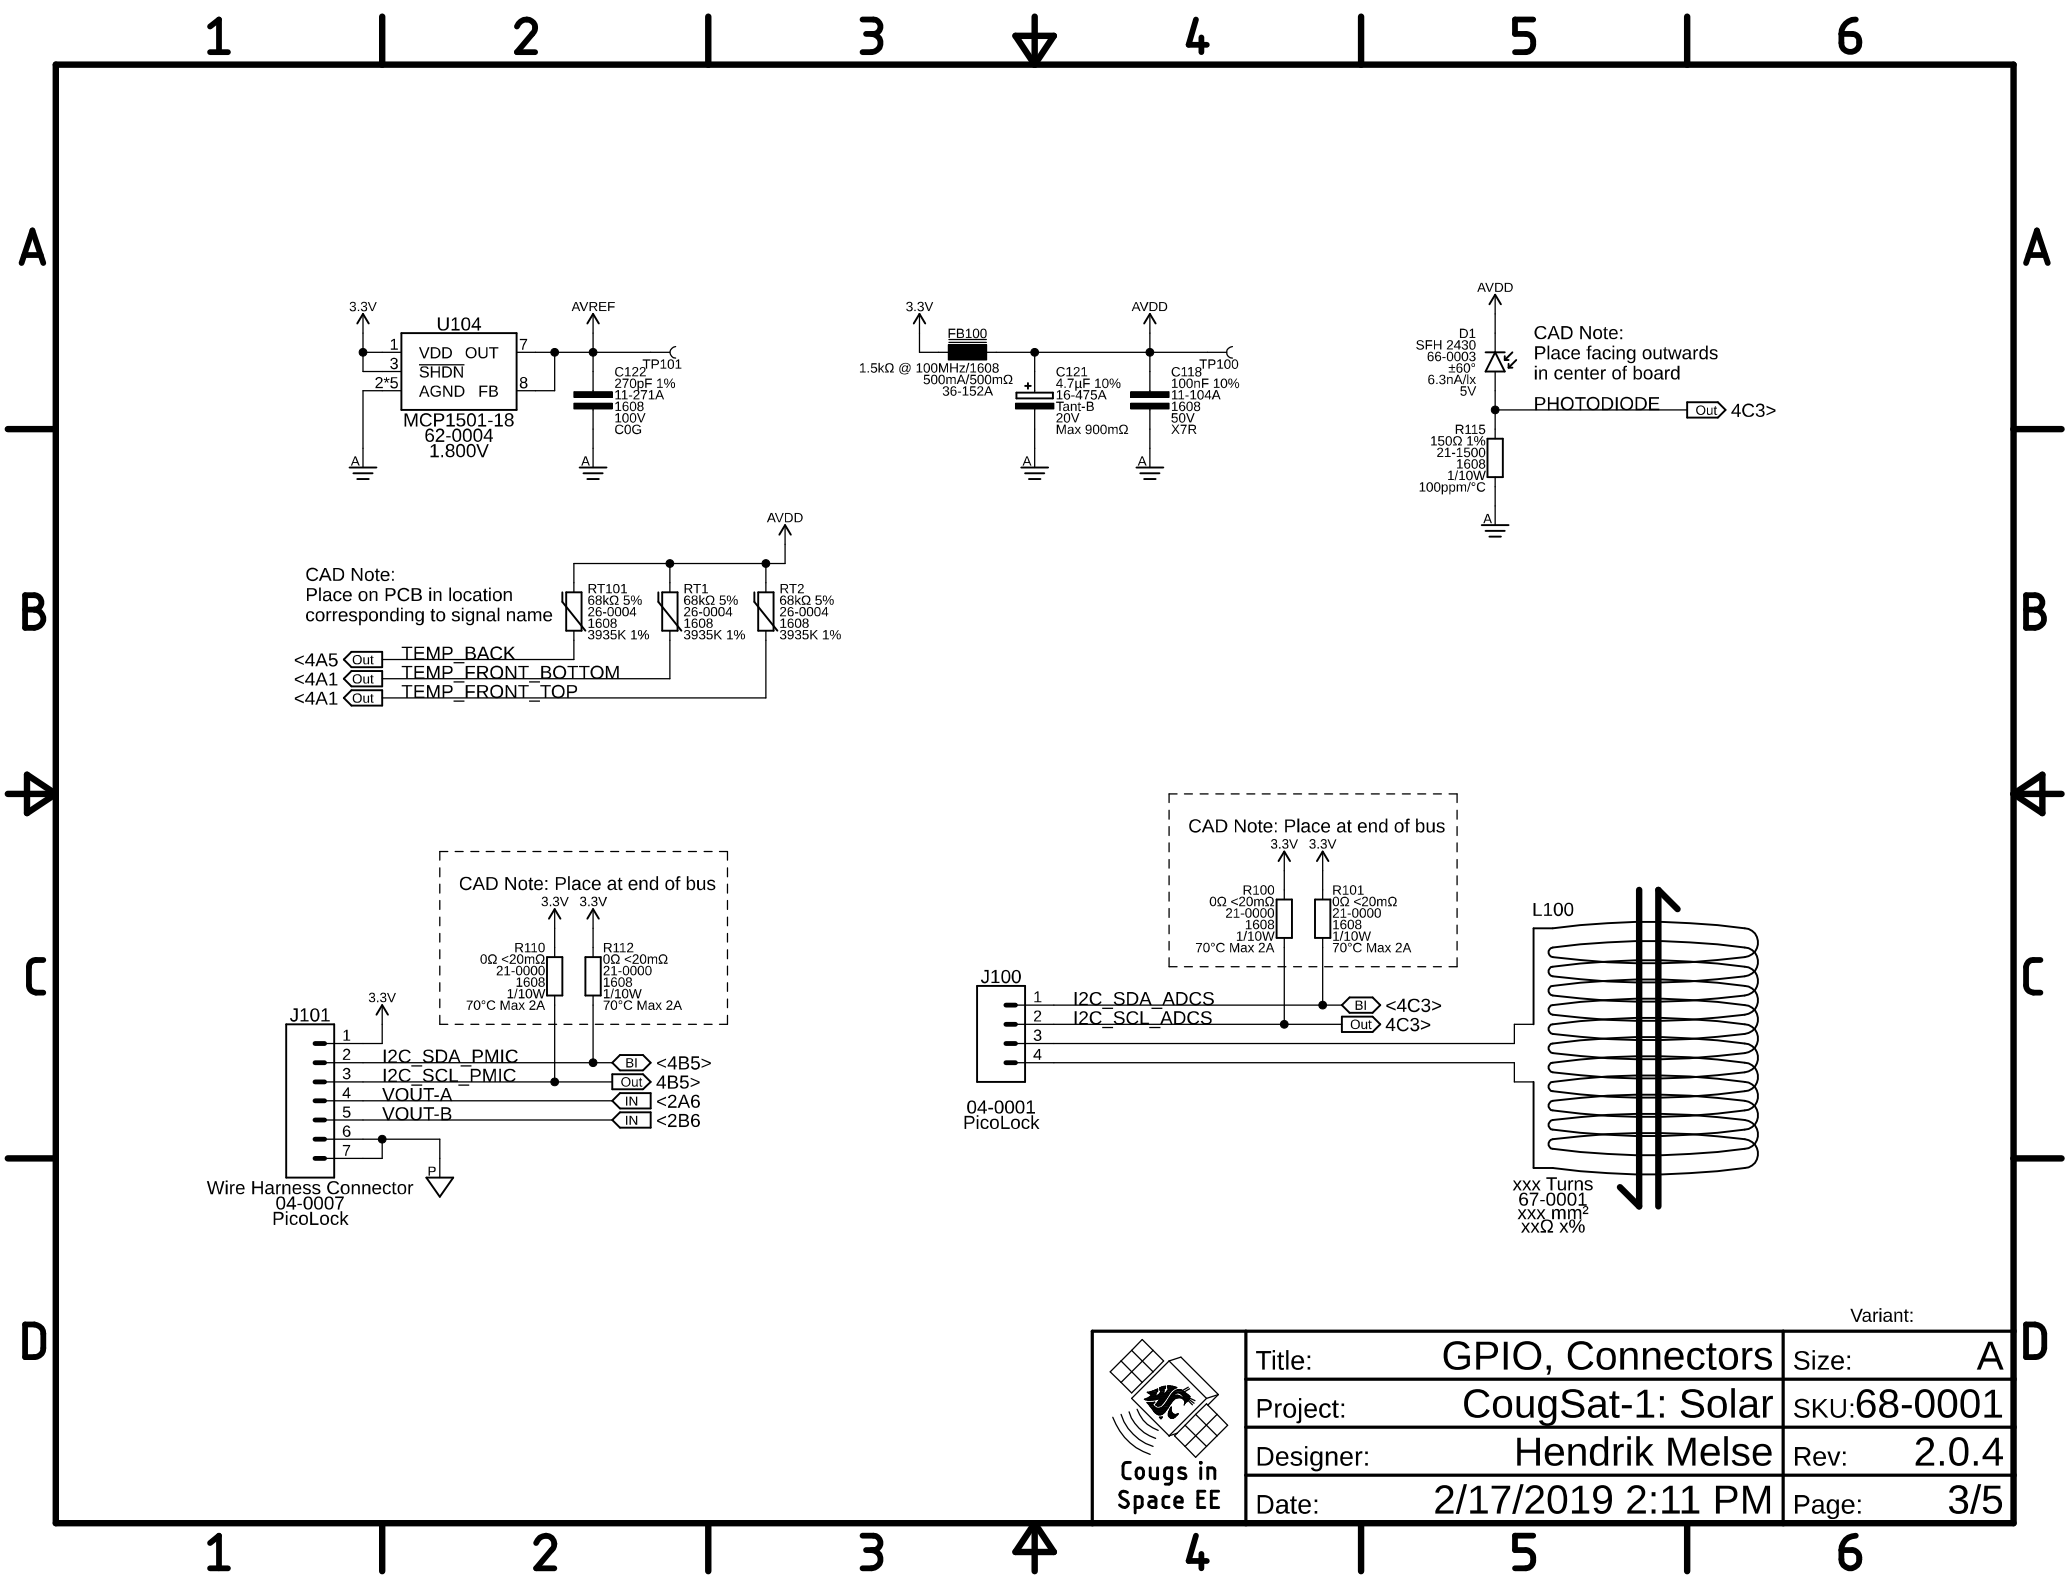 1 2 3 4 5 6
A
A
3.3V
U104
1 VDD OUT 7
3 SHDN
2*5 AGND FB 8
MCP1501-18
62-0004
1.800V
A
AVREF
TP101
C122
270pF 1%
11-271A
1608
100V
C0G
A
3.3V
FB100
1.5kΩ @ 100MHz/1608
500mA/500mΩ
36-152A
AVDD
TP100
+
C121
4.7µF 10%
16-475A
Tant-B
20V
Max 900mΩ
A
C118
100nF 10%
11-104A
1608
50V
X7R
A
AVDD
D1
SFH 2430
66-0003
±60°
6.3nA/lx
5V
CAD Note:
Place facing outwards
in center of board
PHOTODIODE Out 4C3>
R115
150Ω 1%
21-1500
1608
1/10W
100ppm/°C
A
B
B
AVDD
CAD Note:
Place on PCB in location
corresponding to signal name
RT101
68kΩ 5%
26-0004
1608
3935K 1%
RT1
68kΩ 5%
26-0004
1608
3935K 1%
RT2
68kΩ 5%
26-0004
1608
3935K 1%
<4A5 Out TEMP_BACK
<4A1 Out TEMP_FRONT_BOTTOM
<4A1 Out TEMP_FRONT_TOP
C
C
CAD Note: Place at end of bus
3.3V 3.3V
R110
0Ω <20mΩ
21-0000
1608
1/10W
70°C Max 2A
R112
0Ω <20mΩ
21-0000
1608
1/10W
70°C Max 2A
3.3V
J101
1
2 I2C_SDA_PMIC BI <4B5>
3 I2C_SCL_PMIC Out 4B5>
4 VOUT-A IN <2A6
5 VOUT-B IN <2B6
6
7
P
Wire Harness Connector
04-0007
PicoLock
CAD Note: Place at end of bus
3.3V 3.3V
R100
0Ω <20mΩ
21-0000
1608
1/10W
70°C Max 2A
R101
0Ω <20mΩ
21-0000
1608
1/10W
70°C Max 2A
J100
1 I2C_SDA_ADCS BI <4C3>
2 I2C_SCL_ADCS Out 4C3>
3
4
04-0001
PicoLock
L100
xxx Turns
67-0001
xxx mm²
xxΩ x%
D
D
Variant:
Cougs in
Space EE
Title: GPIO, Connectors Size: A
Project: CougSat-1: Solar SKU: 68-0001
Designer: Hendrik Melse Rev: 2.0.4
Date: 2/17/2019 2:11 PM Page: 3/5
1 2 3 4 5 6